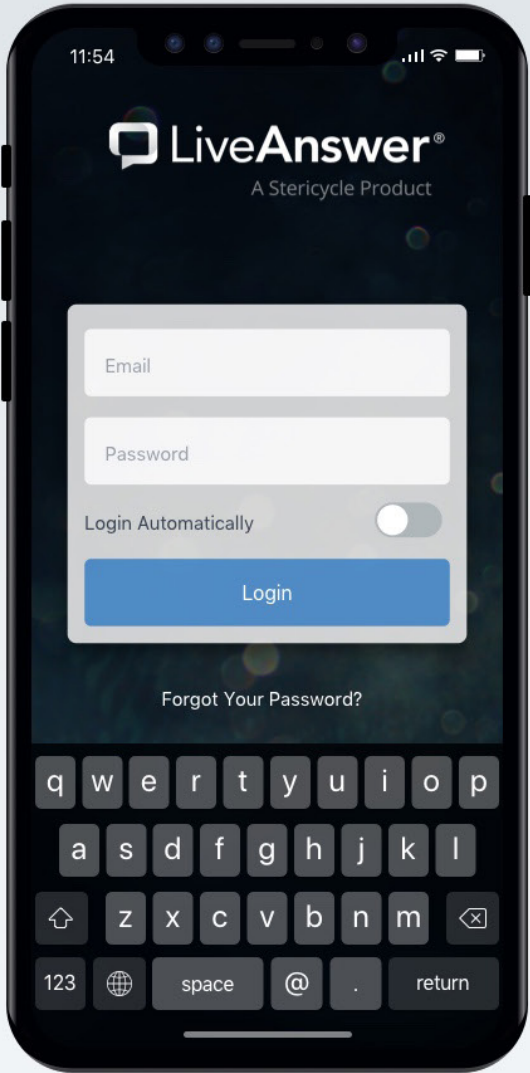 11:54
LiveAnswer®
A Stericycle Product
Email
Password
Login Automatically
Login
Forgot Your Password?
q w e r t y u i o p
a s d f g h j k l
z x c v b n m
123 space @ . return